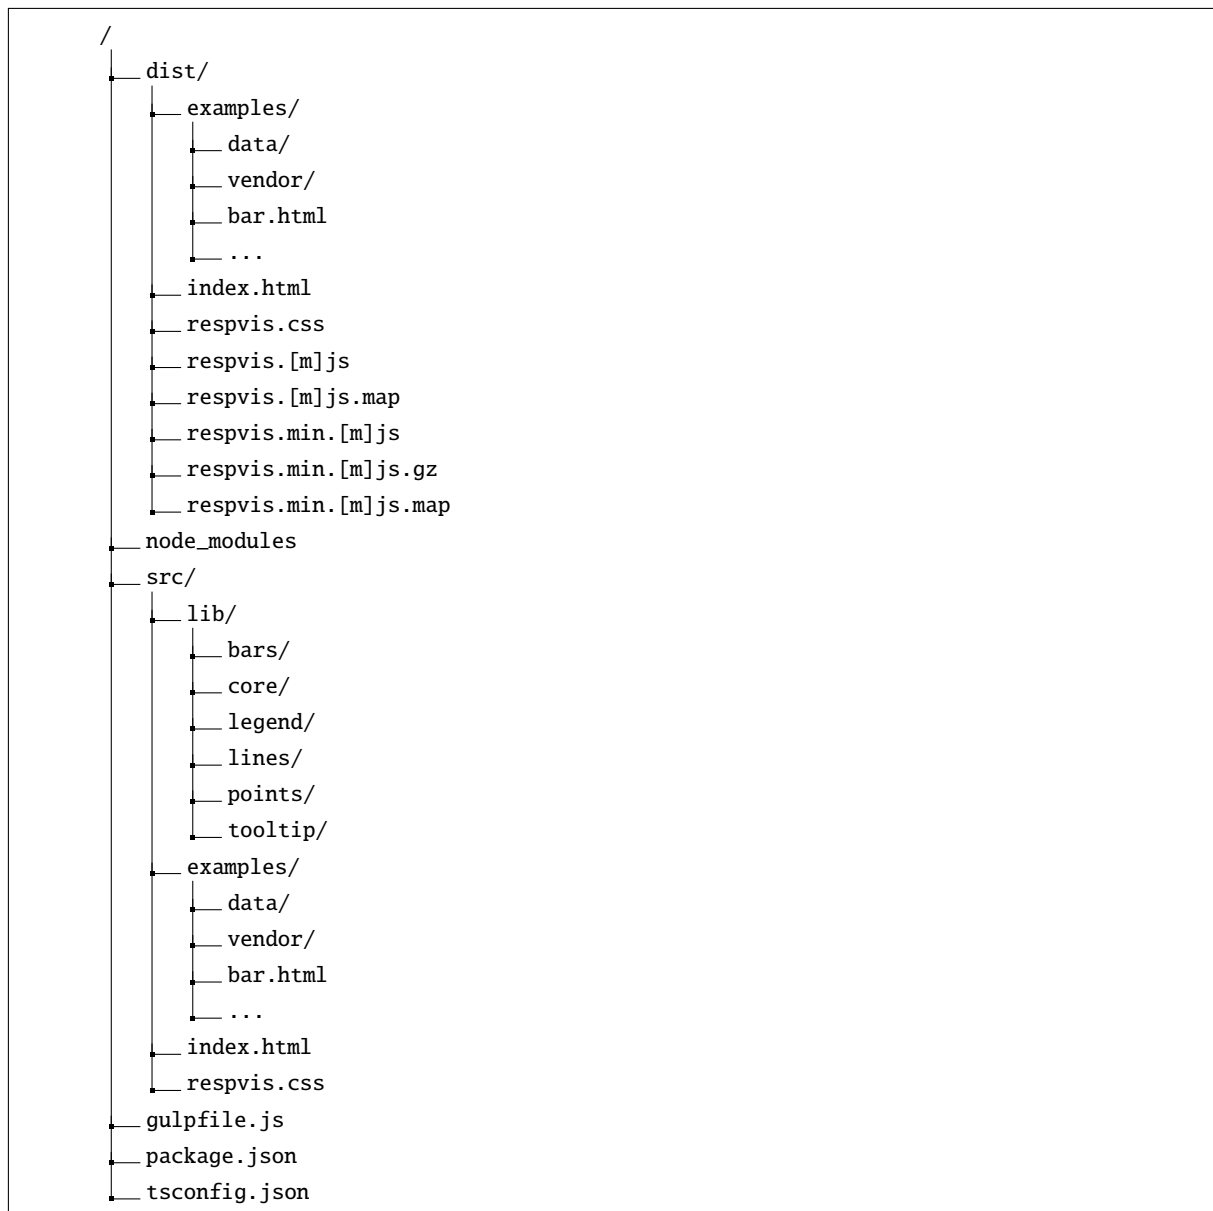 /
dist/
examples/
data/
vendor/
bar.html
...
index.html
respvis.css
respvis.[m]js
respvis.[m]js.map
respvis.min.[m]js
respvis.min.[m]js.gz
respvis.min.[m]js.map
node_modules
src/
lib/
bars/
core/
legend/
lines/
points/
tooltip/
examples/
data/
vendor/
bar.html
...
index.html
respvis.css
gulpfile.js
package.json
tsconfig.json